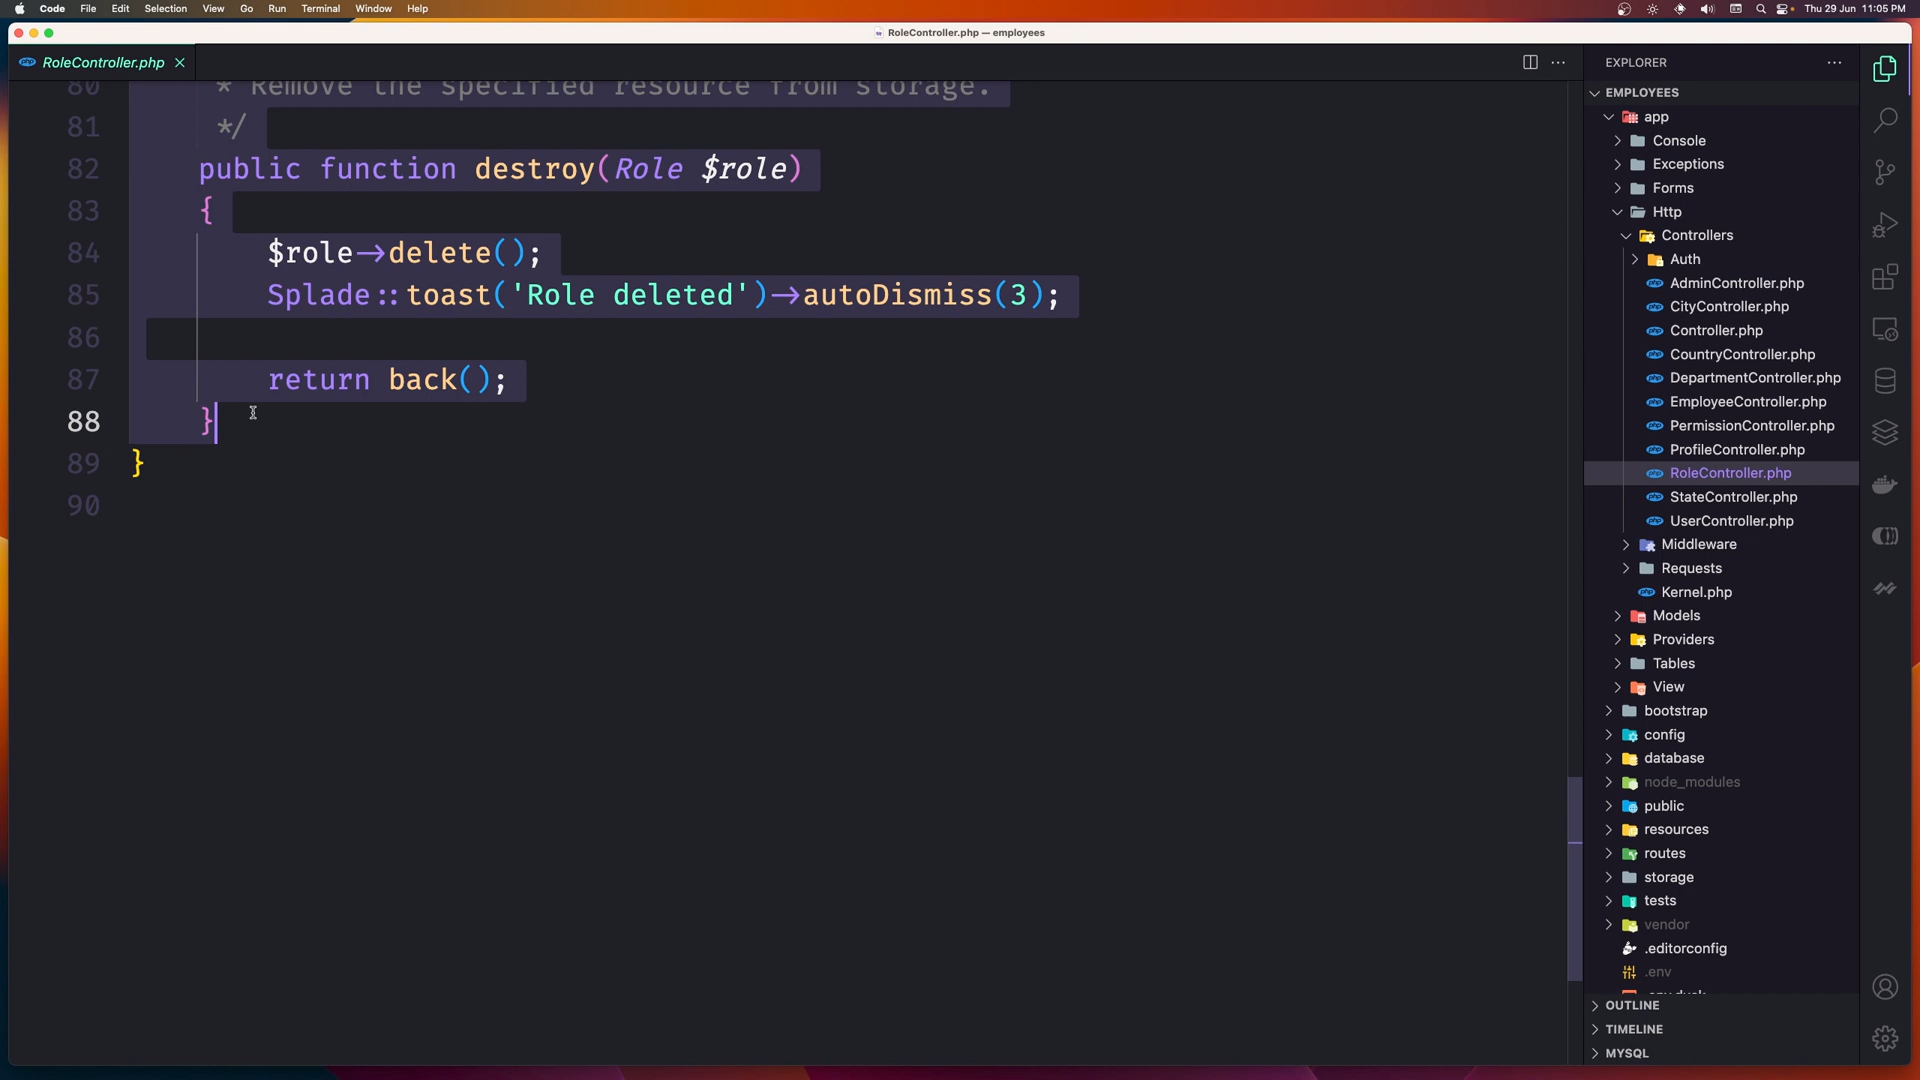 Code File Edit Selection View Go Run Terminal Window Help
Thu 29 Jun 11:05 PM
RoleController.php — employees
RoleController.php
80 * Remove the specified resource from storage.
81 */
82 public function destroy(Role $role)
83 {
84 $role->delete();
85 Splade::toast('Role deleted')->autoDismiss(3);
86
87 return back();
88 }
89 }
90
EXPLORER
EMPLOYEES
app
Console
Exceptions
Forms
Http
Controllers
Auth
AdminController.php
CityController.php
Controller.php
CountryController.php
DepartmentController.php
EmployeeController.php
PermissionController.php
ProfileController.php
RoleController.php
StateController.php
UserController.php
Middleware
Requests
Kernel.php
Models
Providers
Tables
View
bootstrap
config
database
node_modules
public
resources
routes
storage
tests
vendor
.editorconfig
.env
OUTLINE
TIMELINE
MYSQL